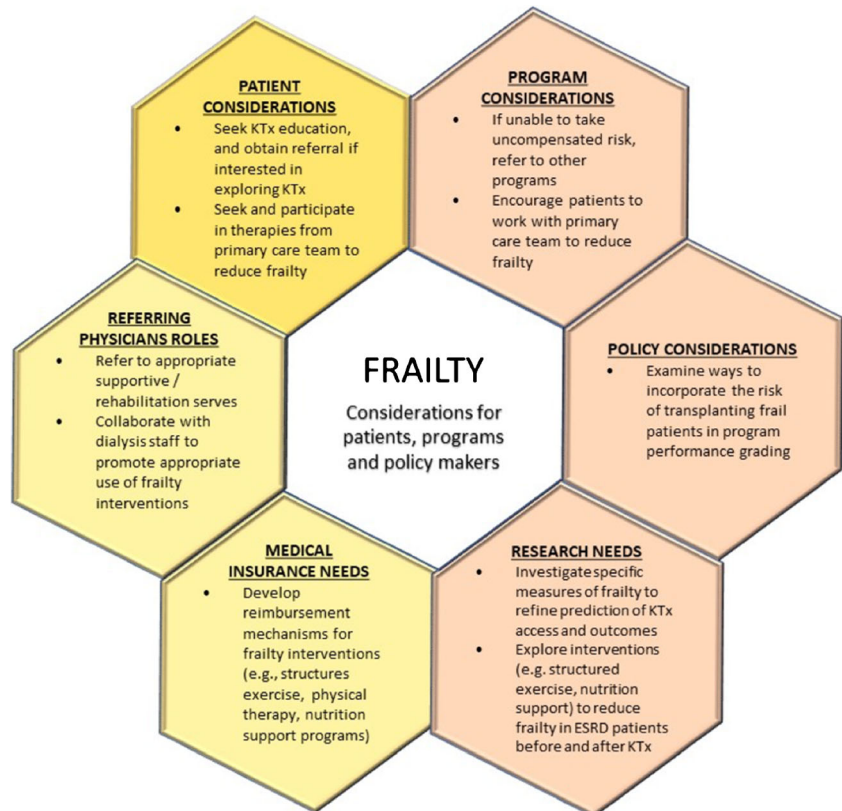 PATIENT
CONSIDERATIONS
• Seek KTx education,
and obtain referral if
interested in
exploring KTx
• Seek and participate
in therapies from
primary care team to
reduce frailty
PROGRAM
CONSIDERATIONS
• If unable to take
uncompensated risk,
refer to other
programs
• Encourage patients to
work with primary
care team to reduce
frailty
REFERRING
PHYSICIANS ROLES
• Refer to appropriate
supportive /
rehabilitation serves
• Collaborate with
dialysis staff to
promote appropriate
use of frailty
interventions
FRAILTY
Considerations for
patients, programs
and policy makers
POLICY CONSIDERATIONS
• Examine ways to
incorporate the risk
of transplanting frail
patients in program
performance grading
MEDICAL
INSURANCE NEEDS
• Develop
reimbursement
mechanisms for
frailty interventions
(e.g., structures
exercise, physical
therapy, nutrition
support programs)
RESEARCH NEEDS
• Investigate specific
measures of frailty to
refine prediction of KTx
access and outcomes
• Explore interventions
(e.g. structured
exercise, nutrition
support) to reduce
frailty in ESRD patients
before and after KTx